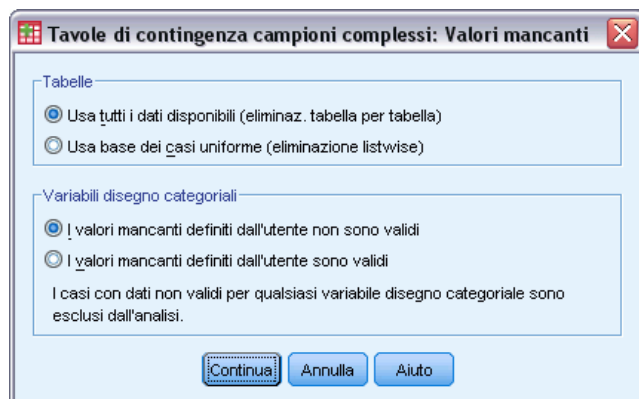 Tavole di contingenza campioni complessi: Valori mancanti
Tabelle
Usa tutti i dati disponibili (eliminaz. tabella per tabella)
Usa base dei casi uniforme (eliminazione listwise)
Variabili disegno categoriali
I valori mancanti definiti dall'utente non sono validi
I valori mancanti definiti dall'utente sono validi
I casi con dati non validi per qualsiasi variabile disegno categoriale sono
esclusi dall'analisi.
Continua Annulla Aiuto